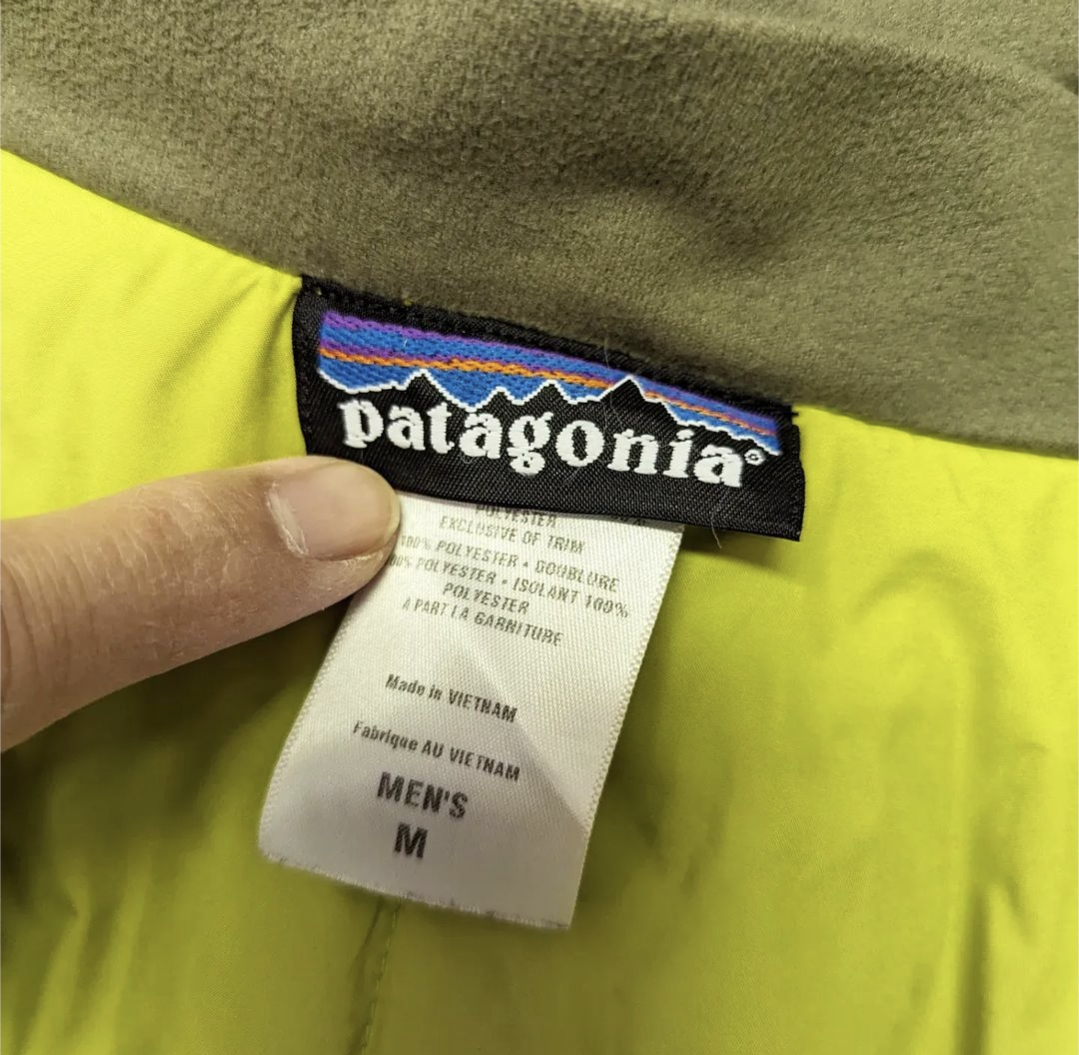 patagonia
POLYESTER
EXCLUSIVE OF TRIM
100% POLYESTER • DOUBLURE
POLYESTER • ISOLANT 100%
POLYESTER
À PART LA GARNITURE
Made in VIETNAM
Fabrique AU VIETNAM
MEN'S
M